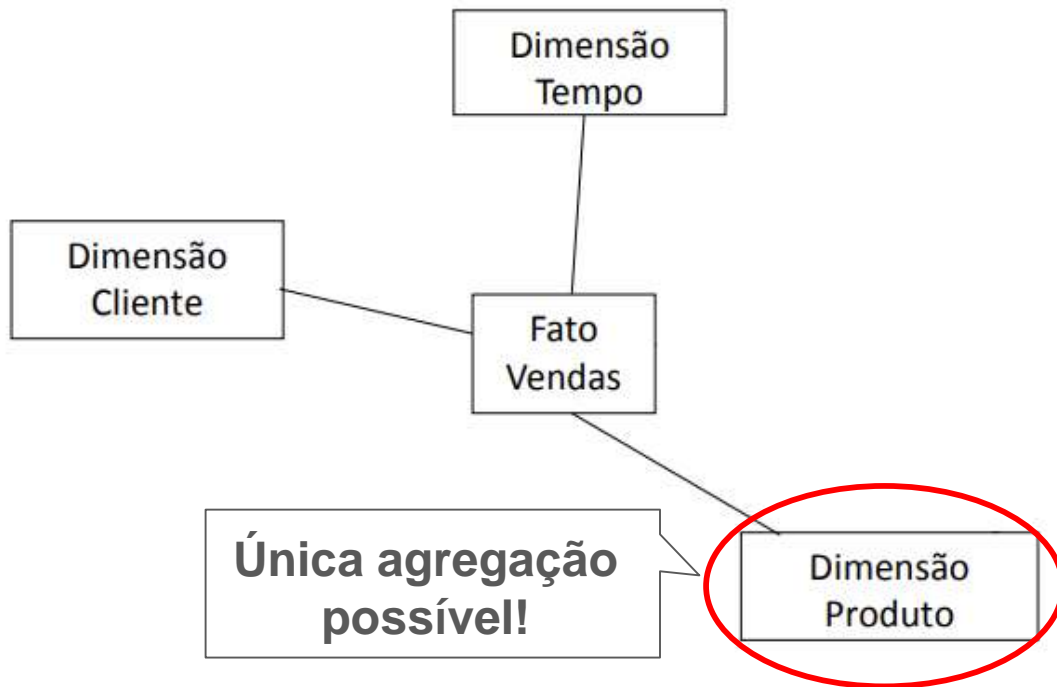 Dimensão
Tempo
Dimensão
Cliente
Fato
Vendas
Única agregação
possível!
Dimensão
Produto